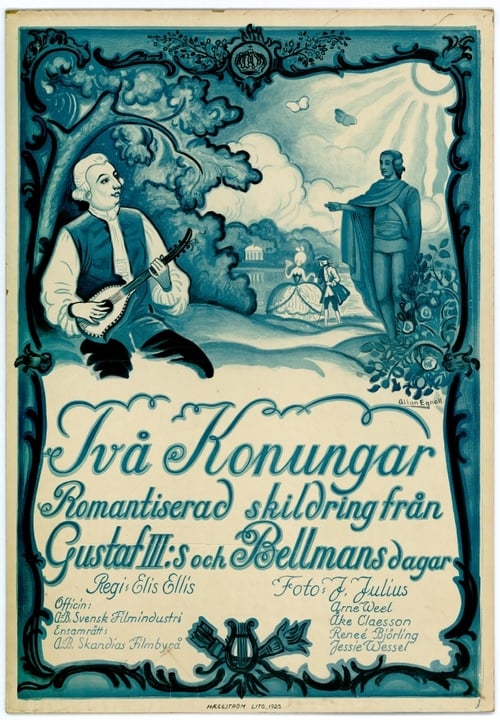 Allan Egnell
Två Konungar
Romantiserad skildring från
Gustaf III:s och Bellmans dagar
Regi: Elis Ellis
Foto: J. Julius
Officin:
A.B. Svensk Filmindustri
Ensamrätt:
A.B. Skandias Filmbyrå
Arne Weel
Åke Claesson
Reneé Björling
Jessie Wessel
HÆGGSTRÖM LITO, 1925